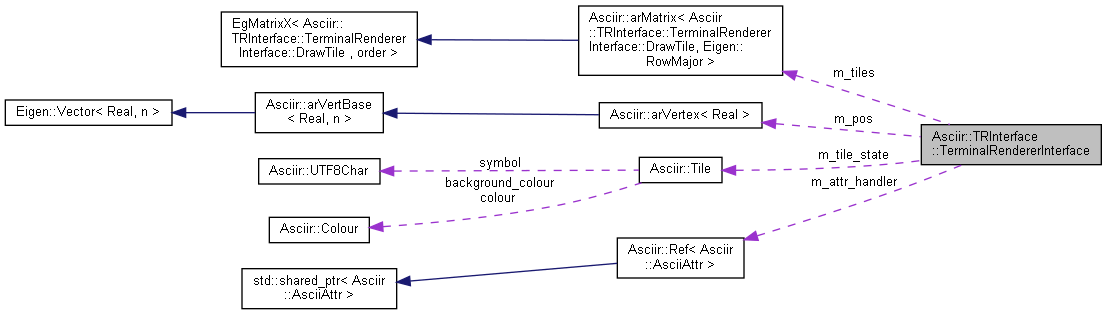 EgMatrixX< Asciir::
TRInterface::TerminalRenderer
Interface::DrawTile , order >
Asciir::arMatrix< Asciir
::TRInterface::TerminalRenderer
Interface::DrawTile, Eigen::
RowMajor >
m_tiles
Eigen::Vector< Real, n >
Asciir::arVertBase
< Real, n >
Asciir::arVertex< Real >
m_pos
Asciir::TRInterface
::TerminalRendererInterface
Asciir::UTF8Char
symbol
Asciir::Tile
m_tile_state
background_colour
colour
m_attr_handler
Asciir::Colour
Asciir::Ref< Asciir
::AsciiAttr >
std::shared_ptr< Asciir
::AsciiAttr >